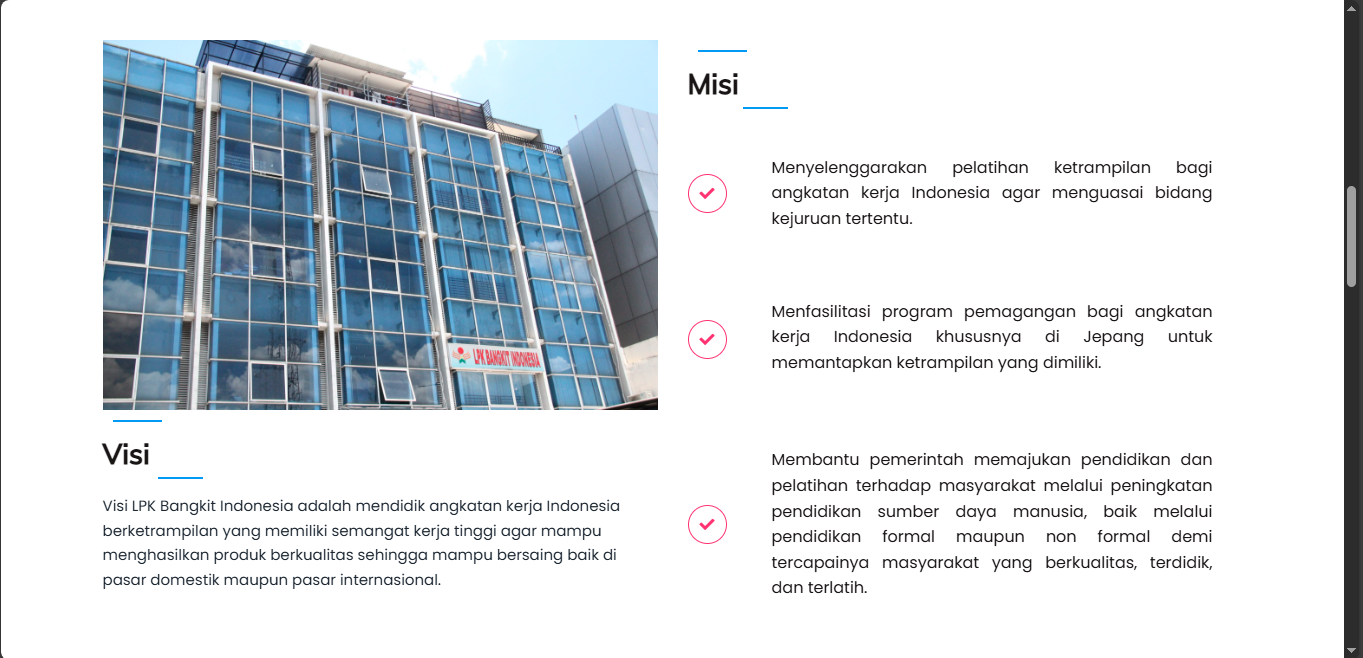 LPK BANGKIT INDONESIA
Visi
Visi LPK Bangkit Indonesia adalah mendidik angkatan kerja Indonesia
berketrampilan yang memiliki semangat kerja tinggi agar mampu
menghasilkan produk berkualitas sehingga mampu bersaing baik di
pasar domestik maupun pasar internasional.
Misi
Menyelenggarakan pelatihan ketrampilan bagi
angkatan kerja Indonesia agar menguasai bidang
kejuruan tertentu.
Menfasilitasi program pemagangan bagi angkatan
kerja Indonesia khususnya di Jepang untuk
memantapkan ketrampilan yang dimiliki.
Membantu pemerintah memajukan pendidikan dan
pelatihan terhadap masyarakat melalui peningkatan
pendidikan sumber daya manusia, baik melalui
pendidikan formal maupun non formal demi
tercapainya masyarakat yang berkualitas, terdidik,
dan terlatih.